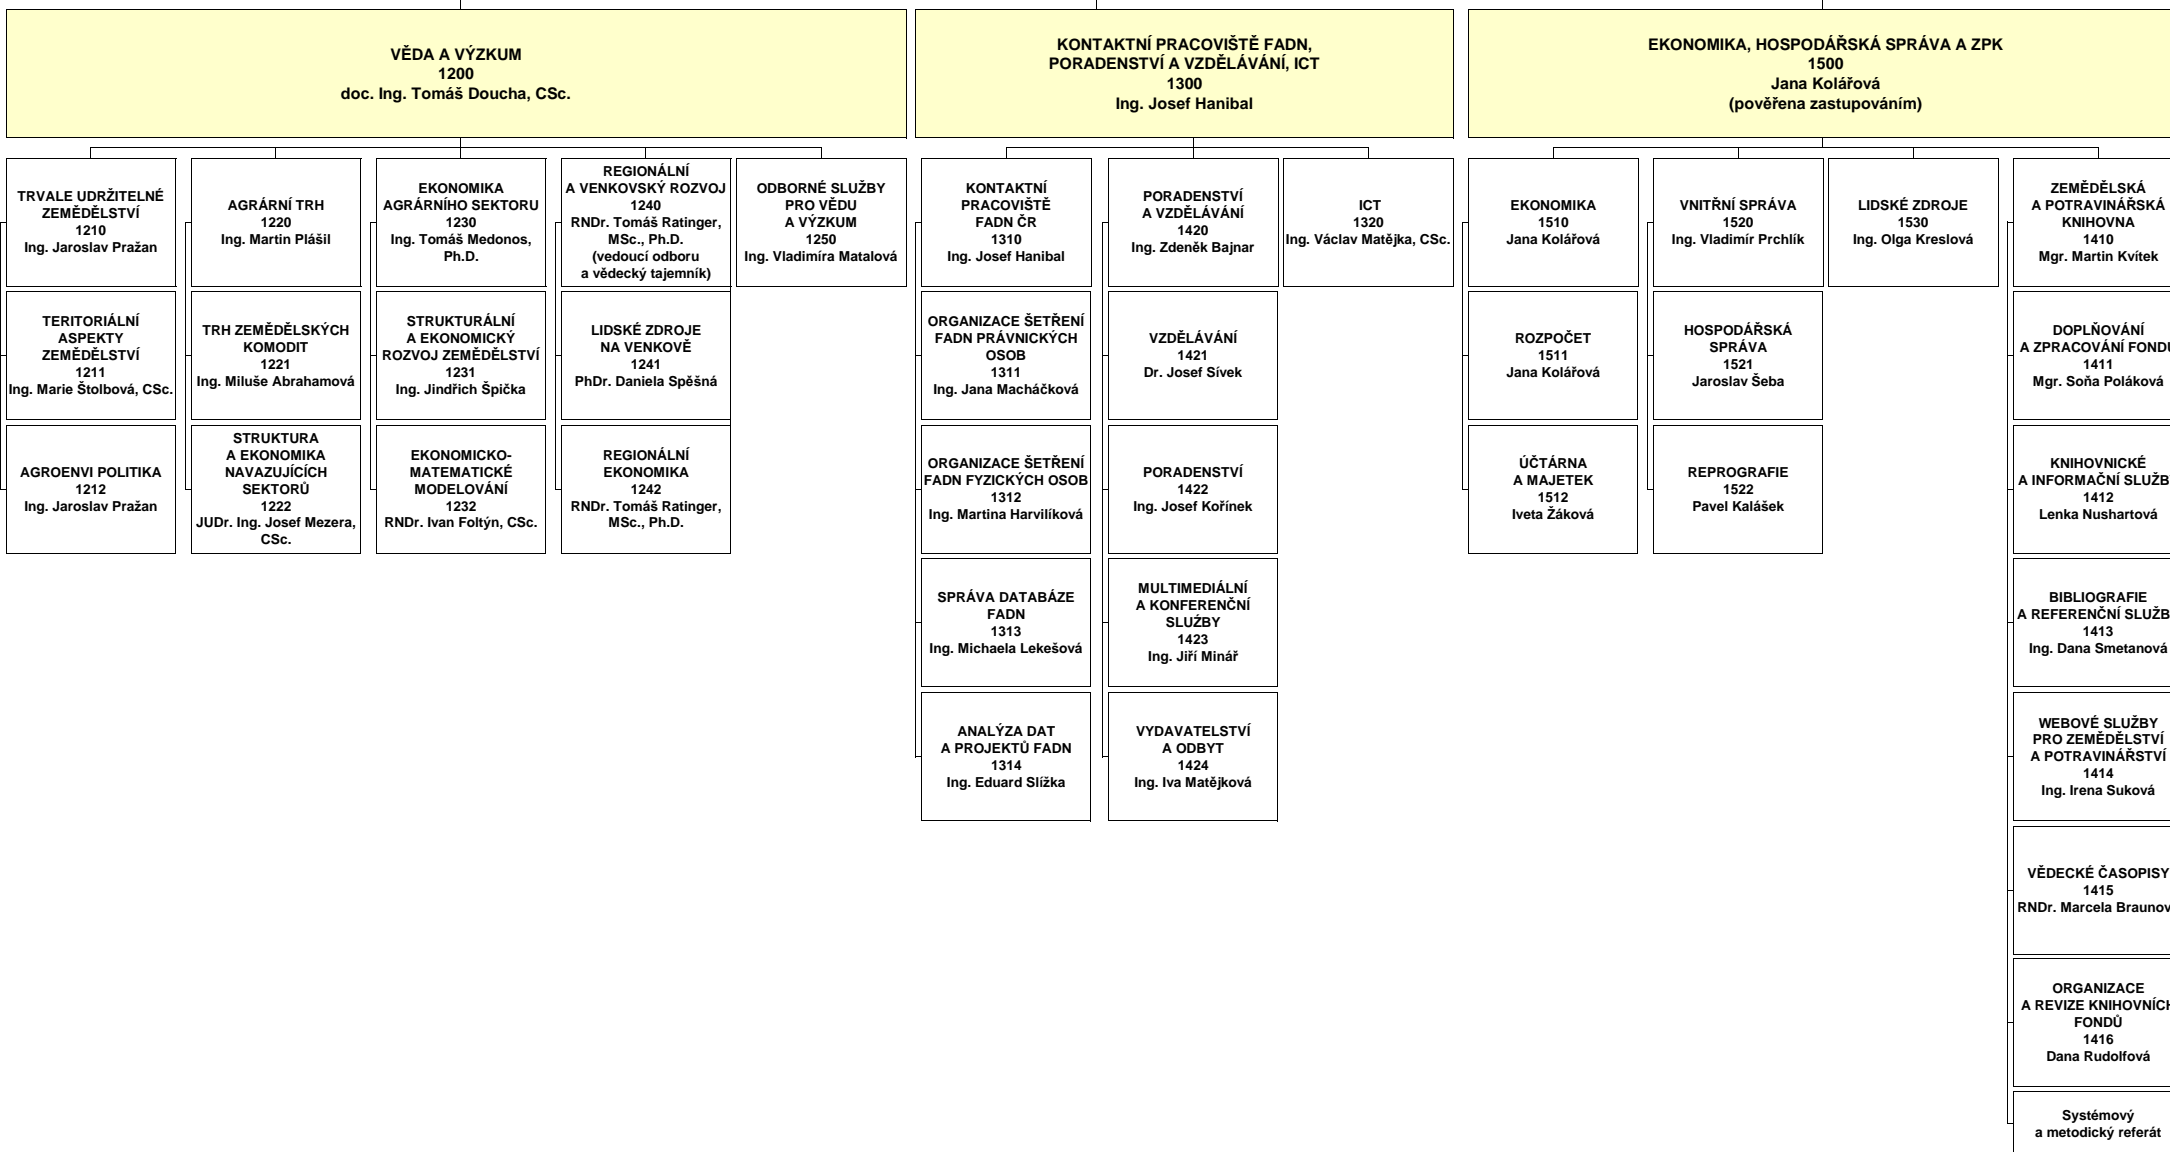 VĚDA A VÝZKUM
1200
doc. Ing. Tomáš Doucha, CSc.
KONTAKTNÍ PRACOVIŠTĚ FADN,
PORADENSTVÍ A VZDĚLÁVÁNÍ, ICT
1300
Ing. Josef Hanibal
EKONOMIKA, HOSPODÁŘSKÁ SPRÁVA A ZPK
1500
Jana Kolářová
(pověřena zastupováním)
TRVALE UDRŽITELNÉ
ZEMĚDĚLSTVÍ
1210
Ing. Jaroslav Pražan
AGRÁRNÍ TRH
1220
Ing. Martin Plášil
EKONOMIKA
AGRÁRNÍHO SEKTORU
1230
Ing. Tomáš Medonos,
Ph.D.
REGIONÁLNÍ
A VENKOVSKÝ ROZVOJ
1240
RNDr. Tomáš Ratinger,
MSc., Ph.D.
(vedoucí odboru
a vědecký tajemník)
ODBORNÉ SLUŽBY
PRO VĚDU
A VÝZKUM
1250
Ing. Vladimíra Matalová
KONTAKTNÍ
PRACOVIŠTĚ
FADN ČR
1310
Ing. Josef Hanibal
PORADENSTVÍ
A VZDĚLÁVÁNÍ
1420
Ing. Zdeněk Bajnar
ICT
1320
Ing. Václav Matějka, CSc.
EKONOMIKA
1510
Jana Kolářová
VNITŘNÍ SPRÁVA
1520
Ing. Vladimír Prchlík
LIDSKÉ ZDROJE
1530
Ing. Olga Kreslová
ZEMĚDĚLSKÁ
A POTRAVINÁŘSKÁ
KNIHOVNA
1410
Mgr. Martin Kvítek
TERITORIÁLNÍ
ASPEKTY
ZEMĚDĚLSTVÍ
1211
Ing. Marie Štolbová, CSc.
TRH ZEMĚDĚLSKÝCH
KOMODIT
1221
Ing. Miluše Abrahamová
STRUKTURÁLNÍ
A EKONOMICKÝ
ROZVOJ ZEMĚDĚLSTVÍ
1231
Ing. Jindřich Špička
LIDSKÉ ZDROJE
NA VENKOVĚ
1241
PhDr. Daniela Spěšná
ORGANIZACE ŠETŘENÍ
FADN PRÁVNICKÝCH
OSOB
1311
Ing. Jana Macháčková
VZDĚLÁVÁNÍ
1421
Dr. Josef Sívek
ROZPOČET
1511
Jana Kolářová
HOSPODÁŘSKÁ
SPRÁVA
1521
Jaroslav Šeba
DOPLŇOVÁNÍ
A ZPRACOVÁNÍ FONDU
1411
Mgr. Soňa Poláková
AGROENVI POLITIKA
1212
Ing. Jaroslav Pražan
STRUKTURA
A EKONOMIKA
NAVAZUJÍCÍCH
SEKTORŮ
1222
JUDr. Ing. Josef Mezera,
CSc.
EKONOMICKO-
MATEMATICKÉ
MODELOVÁNÍ
1232
RNDr. Ivan Foltýn, CSc.
REGIONÁLNÍ
EKONOMIKA
1242
RNDr. Tomáš Ratinger,
MSc., Ph.D.
ORGANIZACE ŠETŘENÍ
FADN FYZICKÝCH OSOB
1312
Ing. Martina Harvilíková
PORADENSTVÍ
1422
Ing. Josef Kořínek
ÚČTÁRNA
A MAJETEK
1512
Iveta Žáková
REPROGRAFIE
1522
Pavel Kalášek
KNIHOVNICKÉ
A INFORMAČNÍ SLUŽB
1412
Lenka Nushartová
SPRÁVA DATABÁZE
FADN
1313
Ing. Michaela Lekešová
MULTIMEDIÁLNÍ
A KONFERENČNÍ
SLUŹBY
1423
Ing. Jiří Minář
BIBLIOGRAFIE
A REFERENČNÍ SLUŽB
1413
Ing. Dana Smetanová
ANALÝZA DAT
A PROJEKTŮ FADN
1314
Ing. Eduard Slížka
VYDAVATELSTVÍ
A ODBYT
1424
Ing. Iva Matějková
WEBOVÉ SLUŽBY
PRO ZEMĚDĚLSTVÍ
A POTRAVINÁŘSTVÍ
1414
Ing. Irena Suková
VĚDECKÉ ČASOPISY
1415
RNDr. Marcela Braunov
ORGANIZACE
A REVIZE KNIHOVNÍCH
FONDŮ
1416
Dana Rudolfová
Systémový
a metodický referát